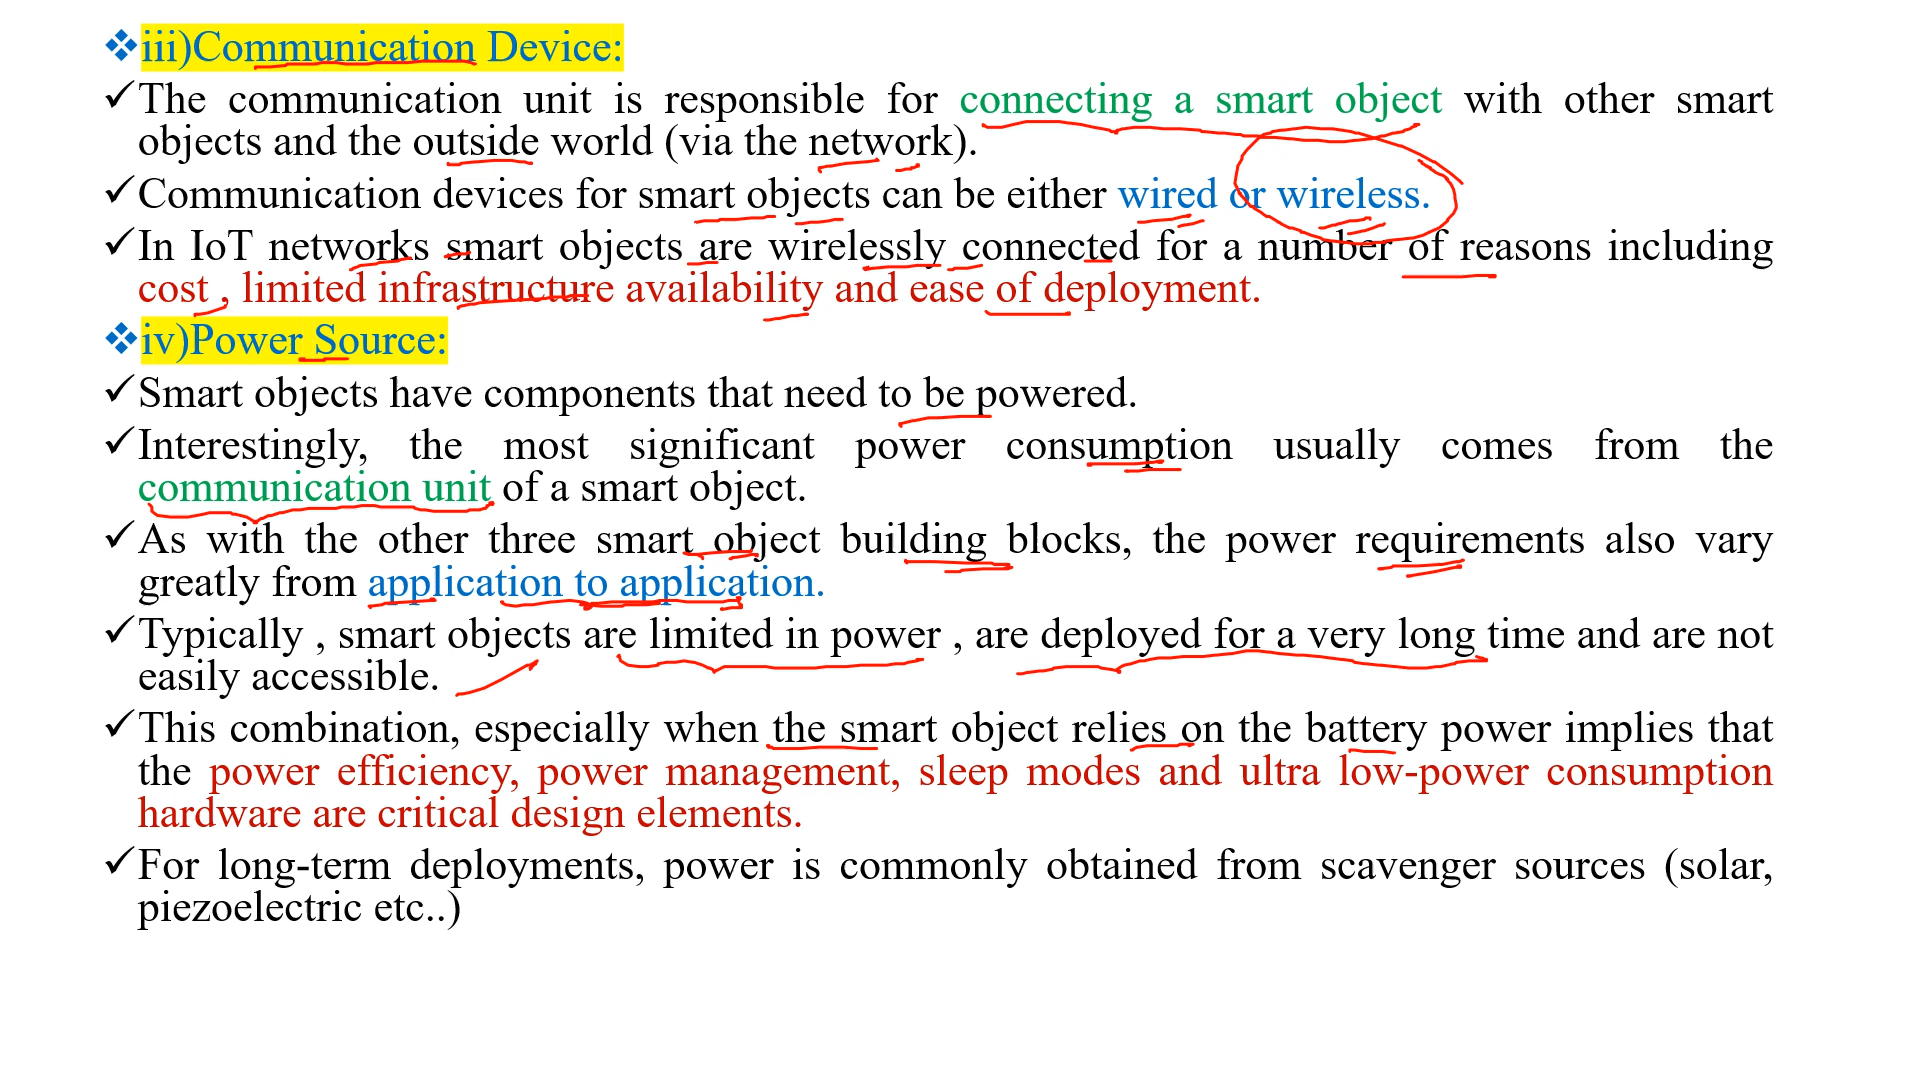 ❖iii)Communication Device:
✓The communication unit is responsible for connecting a smart object with other smart
objects and the outside world (via the network).
✓Communication devices for smart objects can be either wired or wireless.
✓In IoT networks smart objects are wirelessly connected for a number of reasons including
cost , limited infrastructure availability and ease of deployment.
❖iv)Power Source:
✓Smart objects have components that need to be powered.
✓Interestingly, the most significant power consumption usually comes from the
communication unit of a smart object.
✓As with the other three smart object building blocks, the power requirements also vary
greatly from application to application.
✓Typically , smart objects are limited in power , are deployed for a very long time and are not
easily accessible.
✓This combination, especially when the smart object relies on the battery power implies that
the power efficiency, power management, sleep modes and ultra low-power consumption
hardware are critical design elements.
✓For long-term deployments, power is commonly obtained from scavenger sources (solar,
piezoelectric etc..)